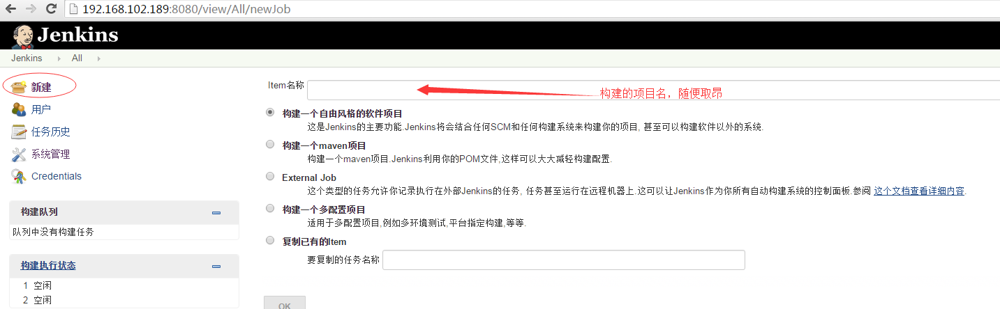 192.168.102.189:8080/view/All/newJob
Jenkins
Jenkins All
新建
用户
任务历史
系统管理
Credentials
构建队列
队列中没有构建任务
构建执行状态
1 空闲
2 空闲
Item名称
构建的项目名，随便取昂
构建一个自由风格的软件项目
这是Jenkins的主要功能.Jenkins将会结合任何SCM和任何构建系统来构建你的项目, 甚至可以构建软件以外的系统.
构建一个maven项目
构建一个maven项目.Jenkins利用你的POM文件,这样可以大大减轻构建配置.
External Job
这个类型的任务允许你记录执行在外部Jenkins的任务, 任务甚至运行在远程机器上.这可以让Jenkins作为你所有自动构建系统的控制面板.参阅 这个文档查看详细内容.
构建一个多配置项目
适用于多配置项目,例如多环境测试,平台指定构建,等等.
复制已有的Item
要复制的任务名称
OK